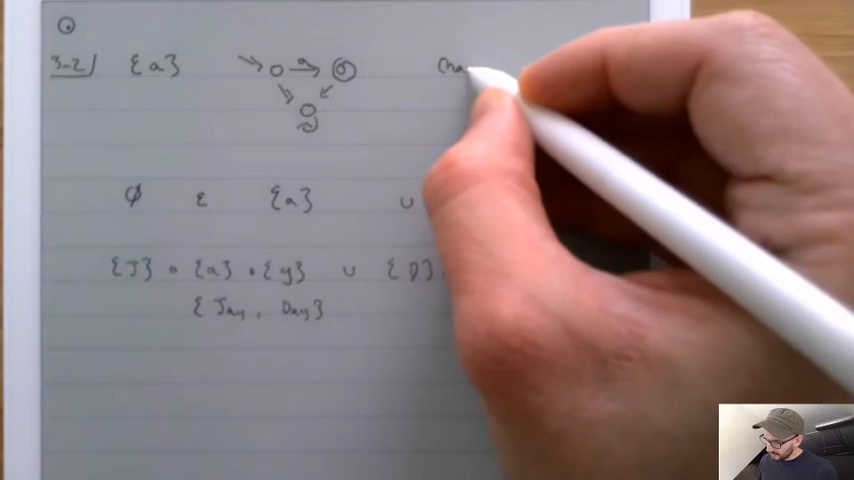 3-2/ {a} a
∅ ε {a} ∪
{J} ∘ {a} ∘ {y} ∪ {D}
{Jay, Day}